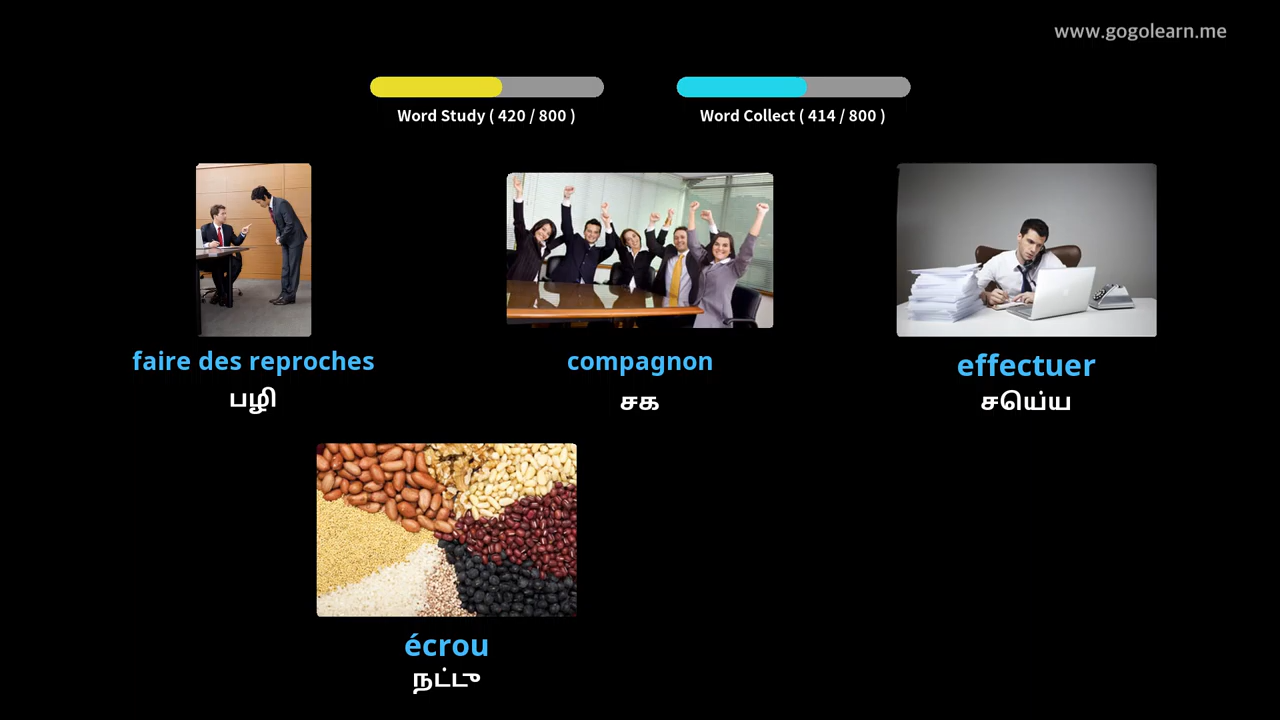 www.gogolearn.me
Word Study ( 420 / 800 )
Word Collect ( 414 / 800 )
faire des reproches
பழி
compagnon
சக
effectuer
சயெ்ய
écrou
நட்டு